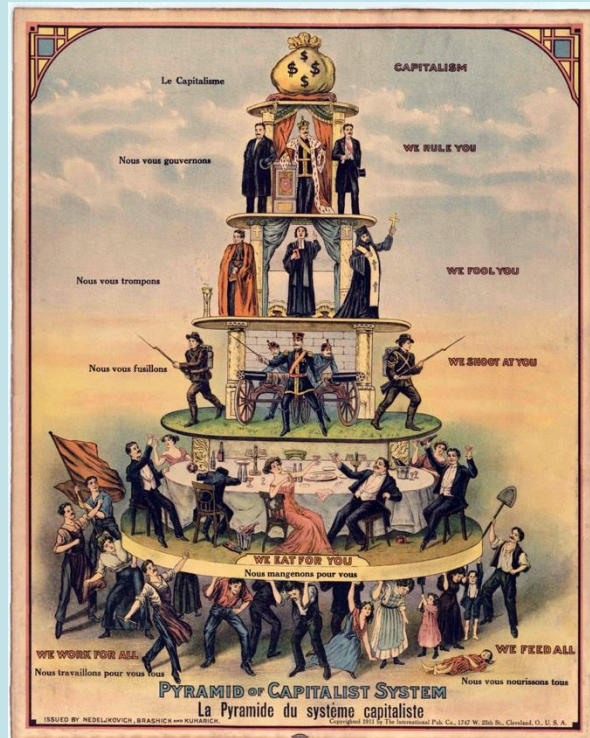 $ $ $ $
Le Capitalisme
CAPITALISM
Nous vous gouvernons
WE RULE YOU
Nous vous trompons
WE FOOL YOU
Nous vous fusillons
WE SHOOT AT YOU
WE EAT FOR YOU
Nous mangenons pour vous
WE WORK FOR ALL
WE FEED ALL
Nous travaillons pour vous tous
Nous vous nourissons tous
PYRAMID OF CAPITALIST SYSTEM
La Pyramide du système capitaliste
ISSUED BY NEDELJKOVICH, BRASHICK AND KUHARICH.
Copyrighted 1911 by The International Pub. Co., 1747 W. 25th St., Cleveland, O., U. S. A.